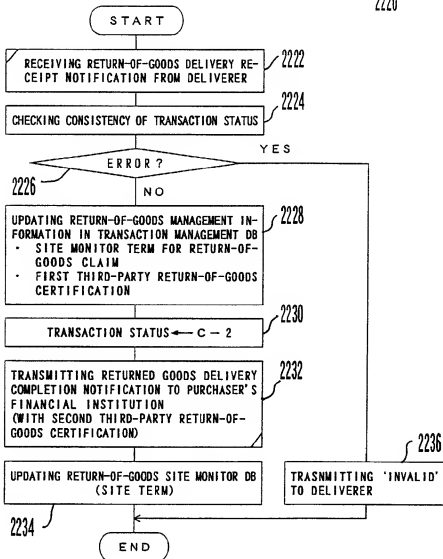 2220
START
RECEIVING RETURN-OF-GOODS DELIVERY RE-
CEIPT NOTIFICATION FROM DELIVERER
2222
2224
CHECKING CONSISTENCY OF TRANSACTION STATUS
ERROR?
YES
2226
NO
UPDATING RETURN-OF-GOODS MANAGEMENT IN-
FORMATION IN TRANSACTION MANAGEMENT DB
· SITE MONITOR TERM FOR RETURN-OF-
GOODS CLAIM
· FIRST THIRD-PARTY RETURN-OF-GOODS
CERTIFICATION
2228
2230
TRANSACTION STATUS ← C – 2
TRANSMITTING RETURNED GOODS DELIVERY
COMPLETION NOTIFICATION TO PURCHASER'S
FINANCIAL INSTITUTION
(WITH SECOND THIRD-PARTY RETURN-OF-
GOODS CERTIFICATION)
2232
2236
UPDATING RETURN-OF-GOODS SITE MONITOR DB
(SITE TERM)
TRASNMITTING 'INVALID'
TO DELIVERER
2234
END